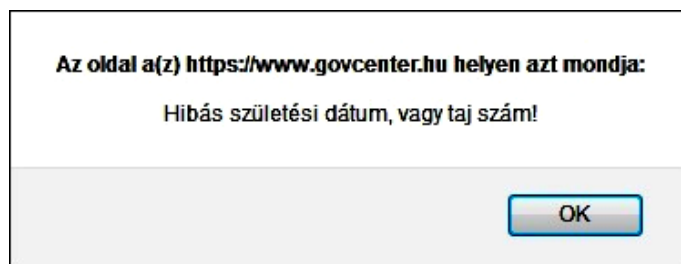 Az oldal a(z) https://www.govcenter.hu helyen azt mondja:
Hibás születési dátum, vagy taj szám!
OK